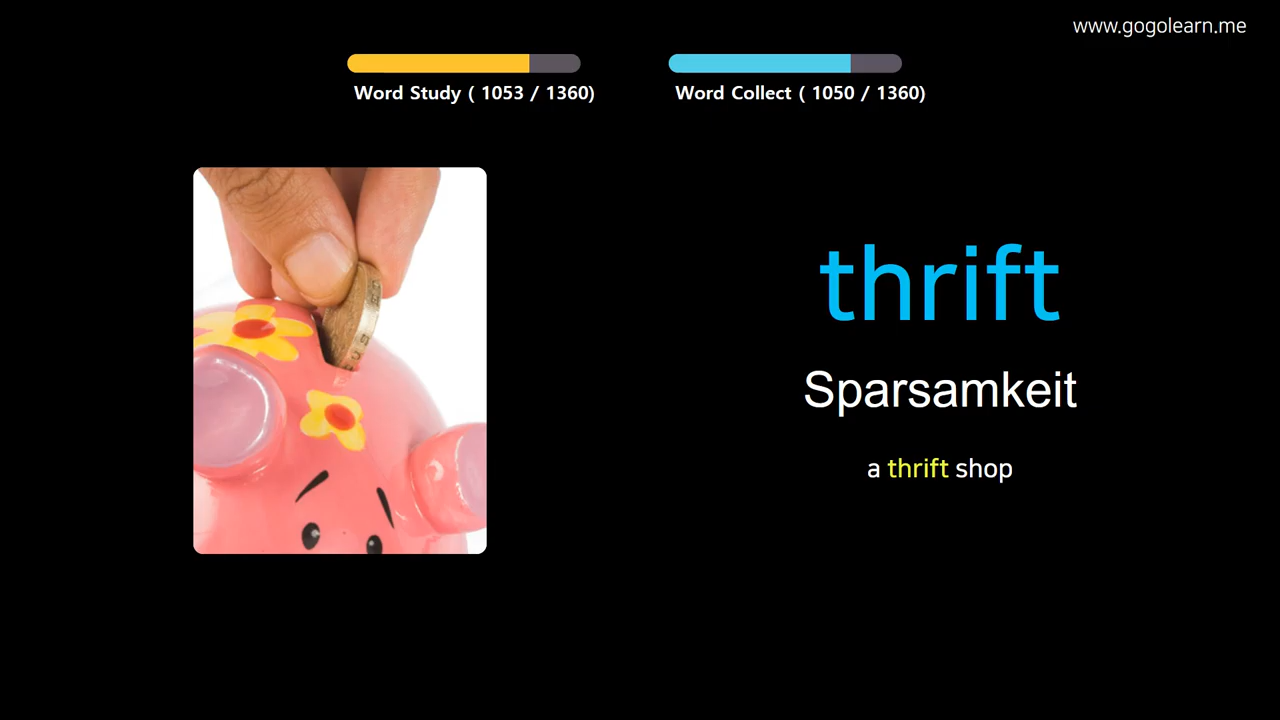 www.gogolearn.me
Word Study ( 1053 / 1360)
Word Collect ( 1050 / 1360)
thrift
Sparsamkeit
a thrift shop